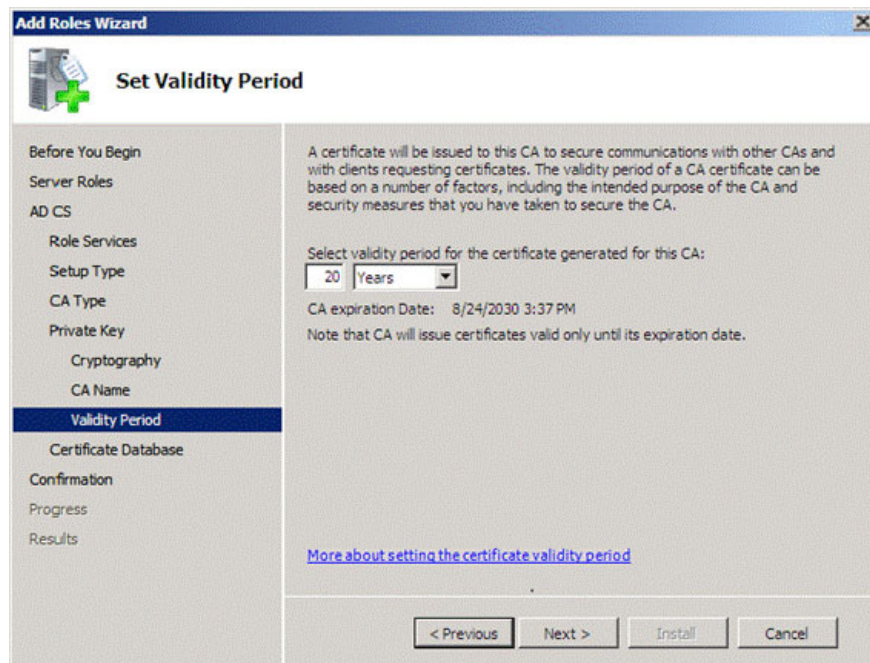 Add Roles Wizard
Set Validity Period
Before You Begin
Server Roles
AD CS
Role Services
Setup Type
CA Type
Private Key
Cryptography
CA Name
Validity Period
Certificate Database
Confirmation
Progress
Results
A certificate will be issued to this CA to secure communications with other CAs and
with clients requesting certificates. The validity period of a CA certificate can be
based on a number of factors, including the intended purpose of the CA and
security measures that you have taken to secure the CA.
Select validity period for the certificate generated for this CA:
20 Years
CA expiration Date: 8/24/2030 3:37 PM
Note that CA will issue certificates valid only until its expiration date.
More about setting the certificate validity period
< Previous Next > Install Cancel